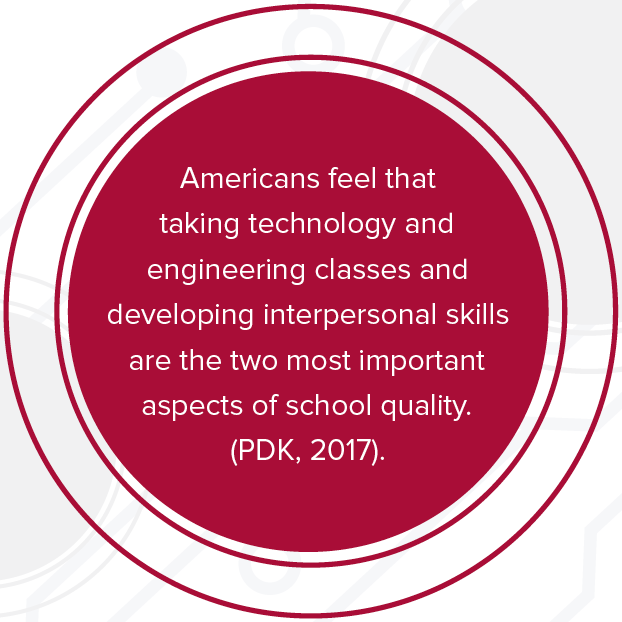 Americans feel that
taking technology and
engineering classes and
developing interpersonal skills
are the two most important
aspects of school quality.
(PDK, 2017).